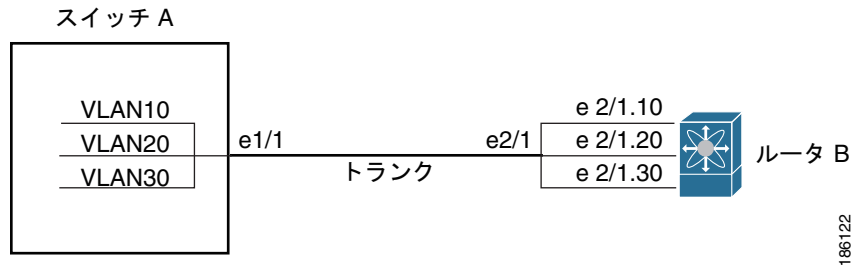 スイッチ A
VLAN10
VLAN20
VLAN30
e1/1
トランク
e2/1
e 2/1.10
e 2/1.20
e 2/1.30
ルータ B
186122